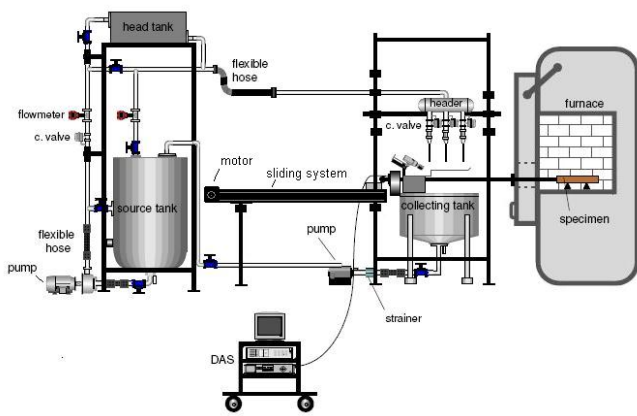 head tank
flexible
hose
flowmeter
c. valve
header
c. valve
furnace
motor
sliding system
source tank
collecting tank
specimen
flexible
hose
pump
pump
strainer
DAS